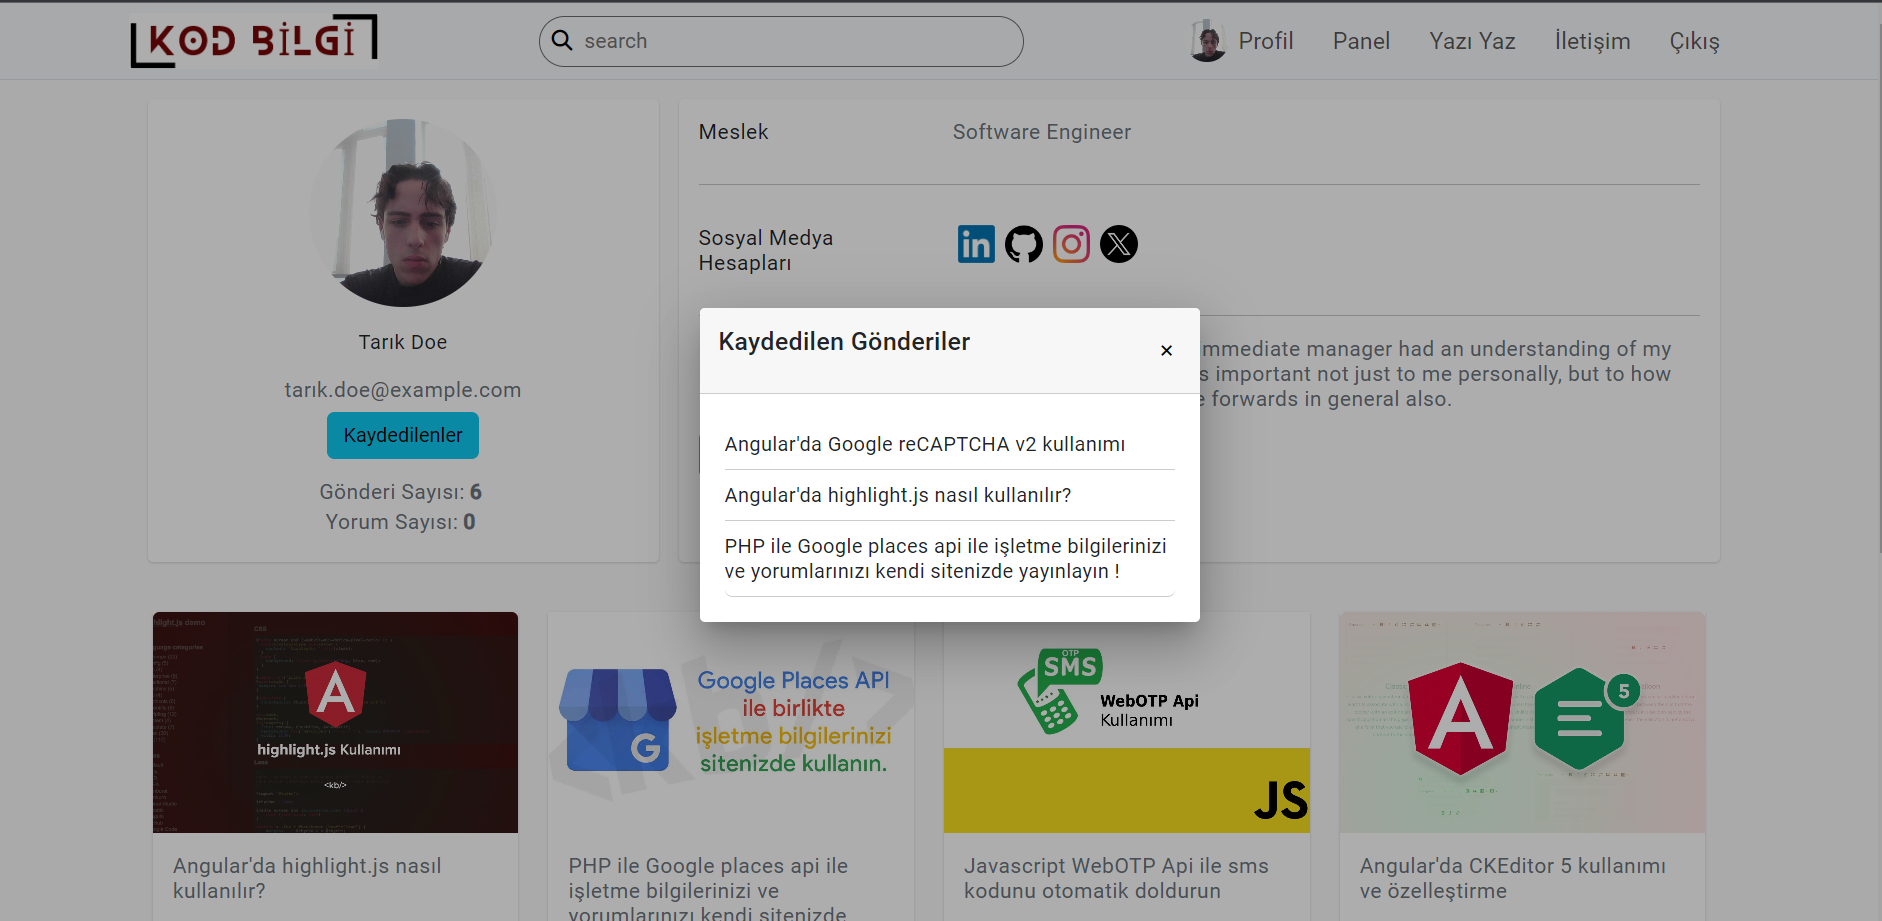 KOD BİLGİ
search
Profil
Panel
Yazı Yaz
İletişim
Çıkış
Tarık Doe
tarık.doe@example.com
Kaydedilenler
Gönderi Sayısı: 6
Yorum Sayısı: 0
Meslek
Software Engineer
Sosyal Medya
Hesapları
mmediate manager had an understanding of my
s important not just to me personally, but to how
forwards in general also.
Kaydedilen Gönderiler
×
Angular'da Google reCAPTCHA v2 kullanımı
Angular'da highlight.js nasıl kullanılır?
PHP ile Google places api ile işletme bilgilerinizi
ve yorumlarınızı kendi sitenizde yayınlayın !
highlight.js Kullanımı
<kb/>
Angular'da highlight.js nasıl
kullanılır?
Google Places API
ile birlikte
işletme bilgilerinizi
sitenizde kullanın.
PHP ile Google places api ile
işletme bilgilerinizi ve
yorumlarınızı kendi sitenizde
OTP
SMS
WebOTP Api
Kullanımı
JS
Javascript WebOTP Api ile sms
kodunu otomatik doldurun
5
Angular'da CKEditor 5 kullanımı
ve özelleştirme